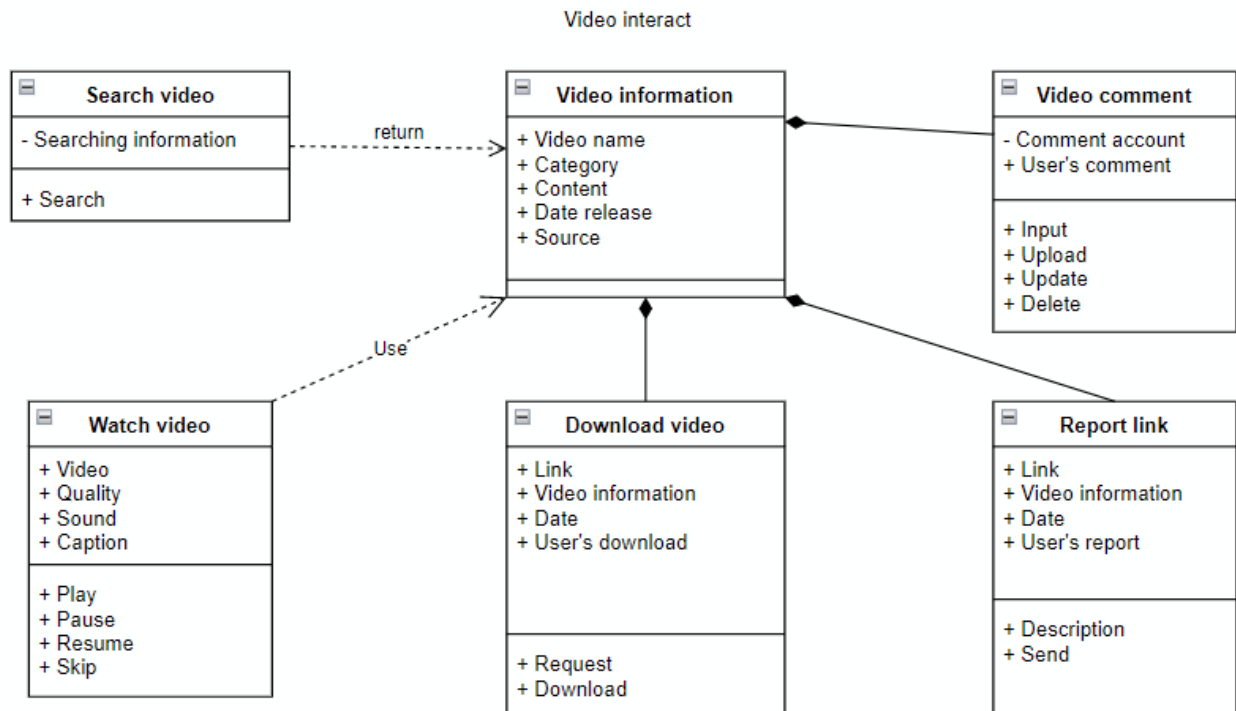 Video interact
Search video
- Searching information
+ Search
return
Video information
+ Video name
+ Category
+ Content
+ Date release
+ Source
Video comment
- Comment account
+ User's comment
+ Input
+ Upload
+ Update
+ Delete
Use
Watch video
+ Video
+ Quality
+ Sound
+ Caption
+ Play
+ Pause
+ Resume
+ Skip
Download video
+ Link
+ Video information
+ Date
+ User's download
+ Request
+ Download
Report link
+ Link
+ Video information
+ Date
+ User's report
+ Description
+ Send